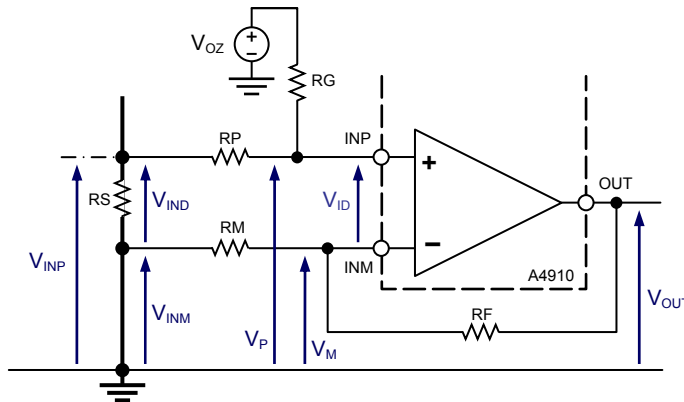 VOZ
+
−
RG
RP
INP
+
OUT
RS
VIND
VID
RM
−
INM
A4910
VINP
VINM
RF
VP
VM
VOUT